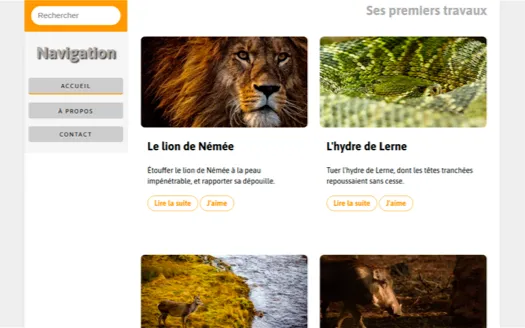 Rechercher
Navigation
ACCUEIL
À PROPOS
CONTACT
Ses premiers travaux
Le lion de Némée
Étouffer le lion de Némée à la peau
impénétrable, et rapporter sa dépouille.
Lire la suite
J'aime
L'hydre de Lerne
Tuer l'hydre de Lerne, dont les têtes tranchées
repoussaient sans cesse.
Lire la suite
J'aime